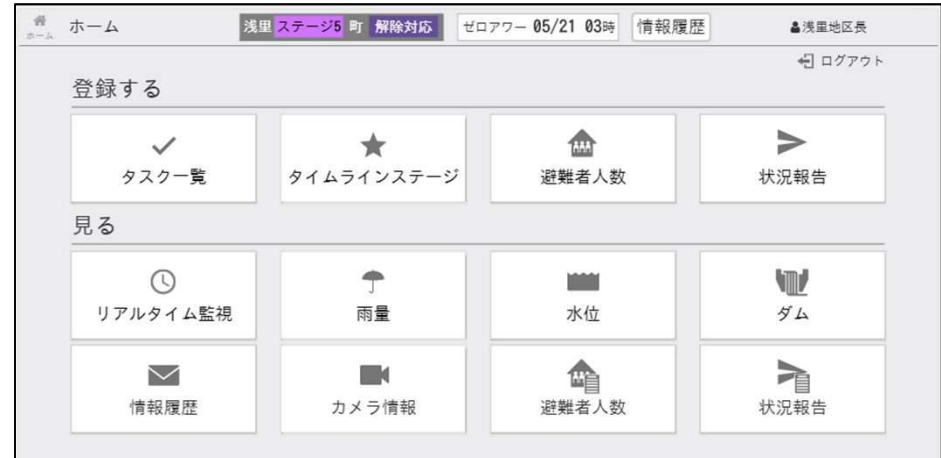 ホーム ホーム 浅里 ステージ5 町 解除対応 ゼロアワー 05/21 03時 情報履歴 浅里地区長
ログアウト
登録する
タスク一覧 タイムラインステージ 避難者人数 状況報告
見る
リアルタイム監視 雨量 水位 ダム
情報履歴 カメラ情報 避難者人数 状況報告